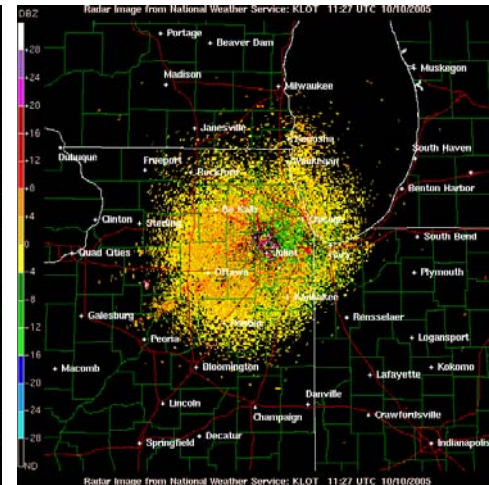 Radar Image from National Weather Service: KLOT 11:27 UTC 10/10/2005
DBZ
Portage
Beaver Dam
+28
Muskegon
+24
Madison
Milwaukee
+20
Janesville
Kenosha
+16
South Haven
Dubuque
Freeport
Waukegan
+12
Rockford
Benton Harbor
+8
De Kalb
Clinton
Sterling
Chicago
+4
South Bend
0
Quad Cities
Joliet
Gary
-4
Ottawa
Plymouth
-8
Kankakee
Galesburg
Rensselaer
-12
Peoria
Logansport
-16
Macomb
Bloomington
Lafayette
Kokomo
-20
Lincoln
Danville
-24
Champaign
Crawfordsville
-28
Springfield
Decatur
Indianapolis
ND
Radar Image from National Weather Service: KLOT 11:27 UTC 10/10/2005